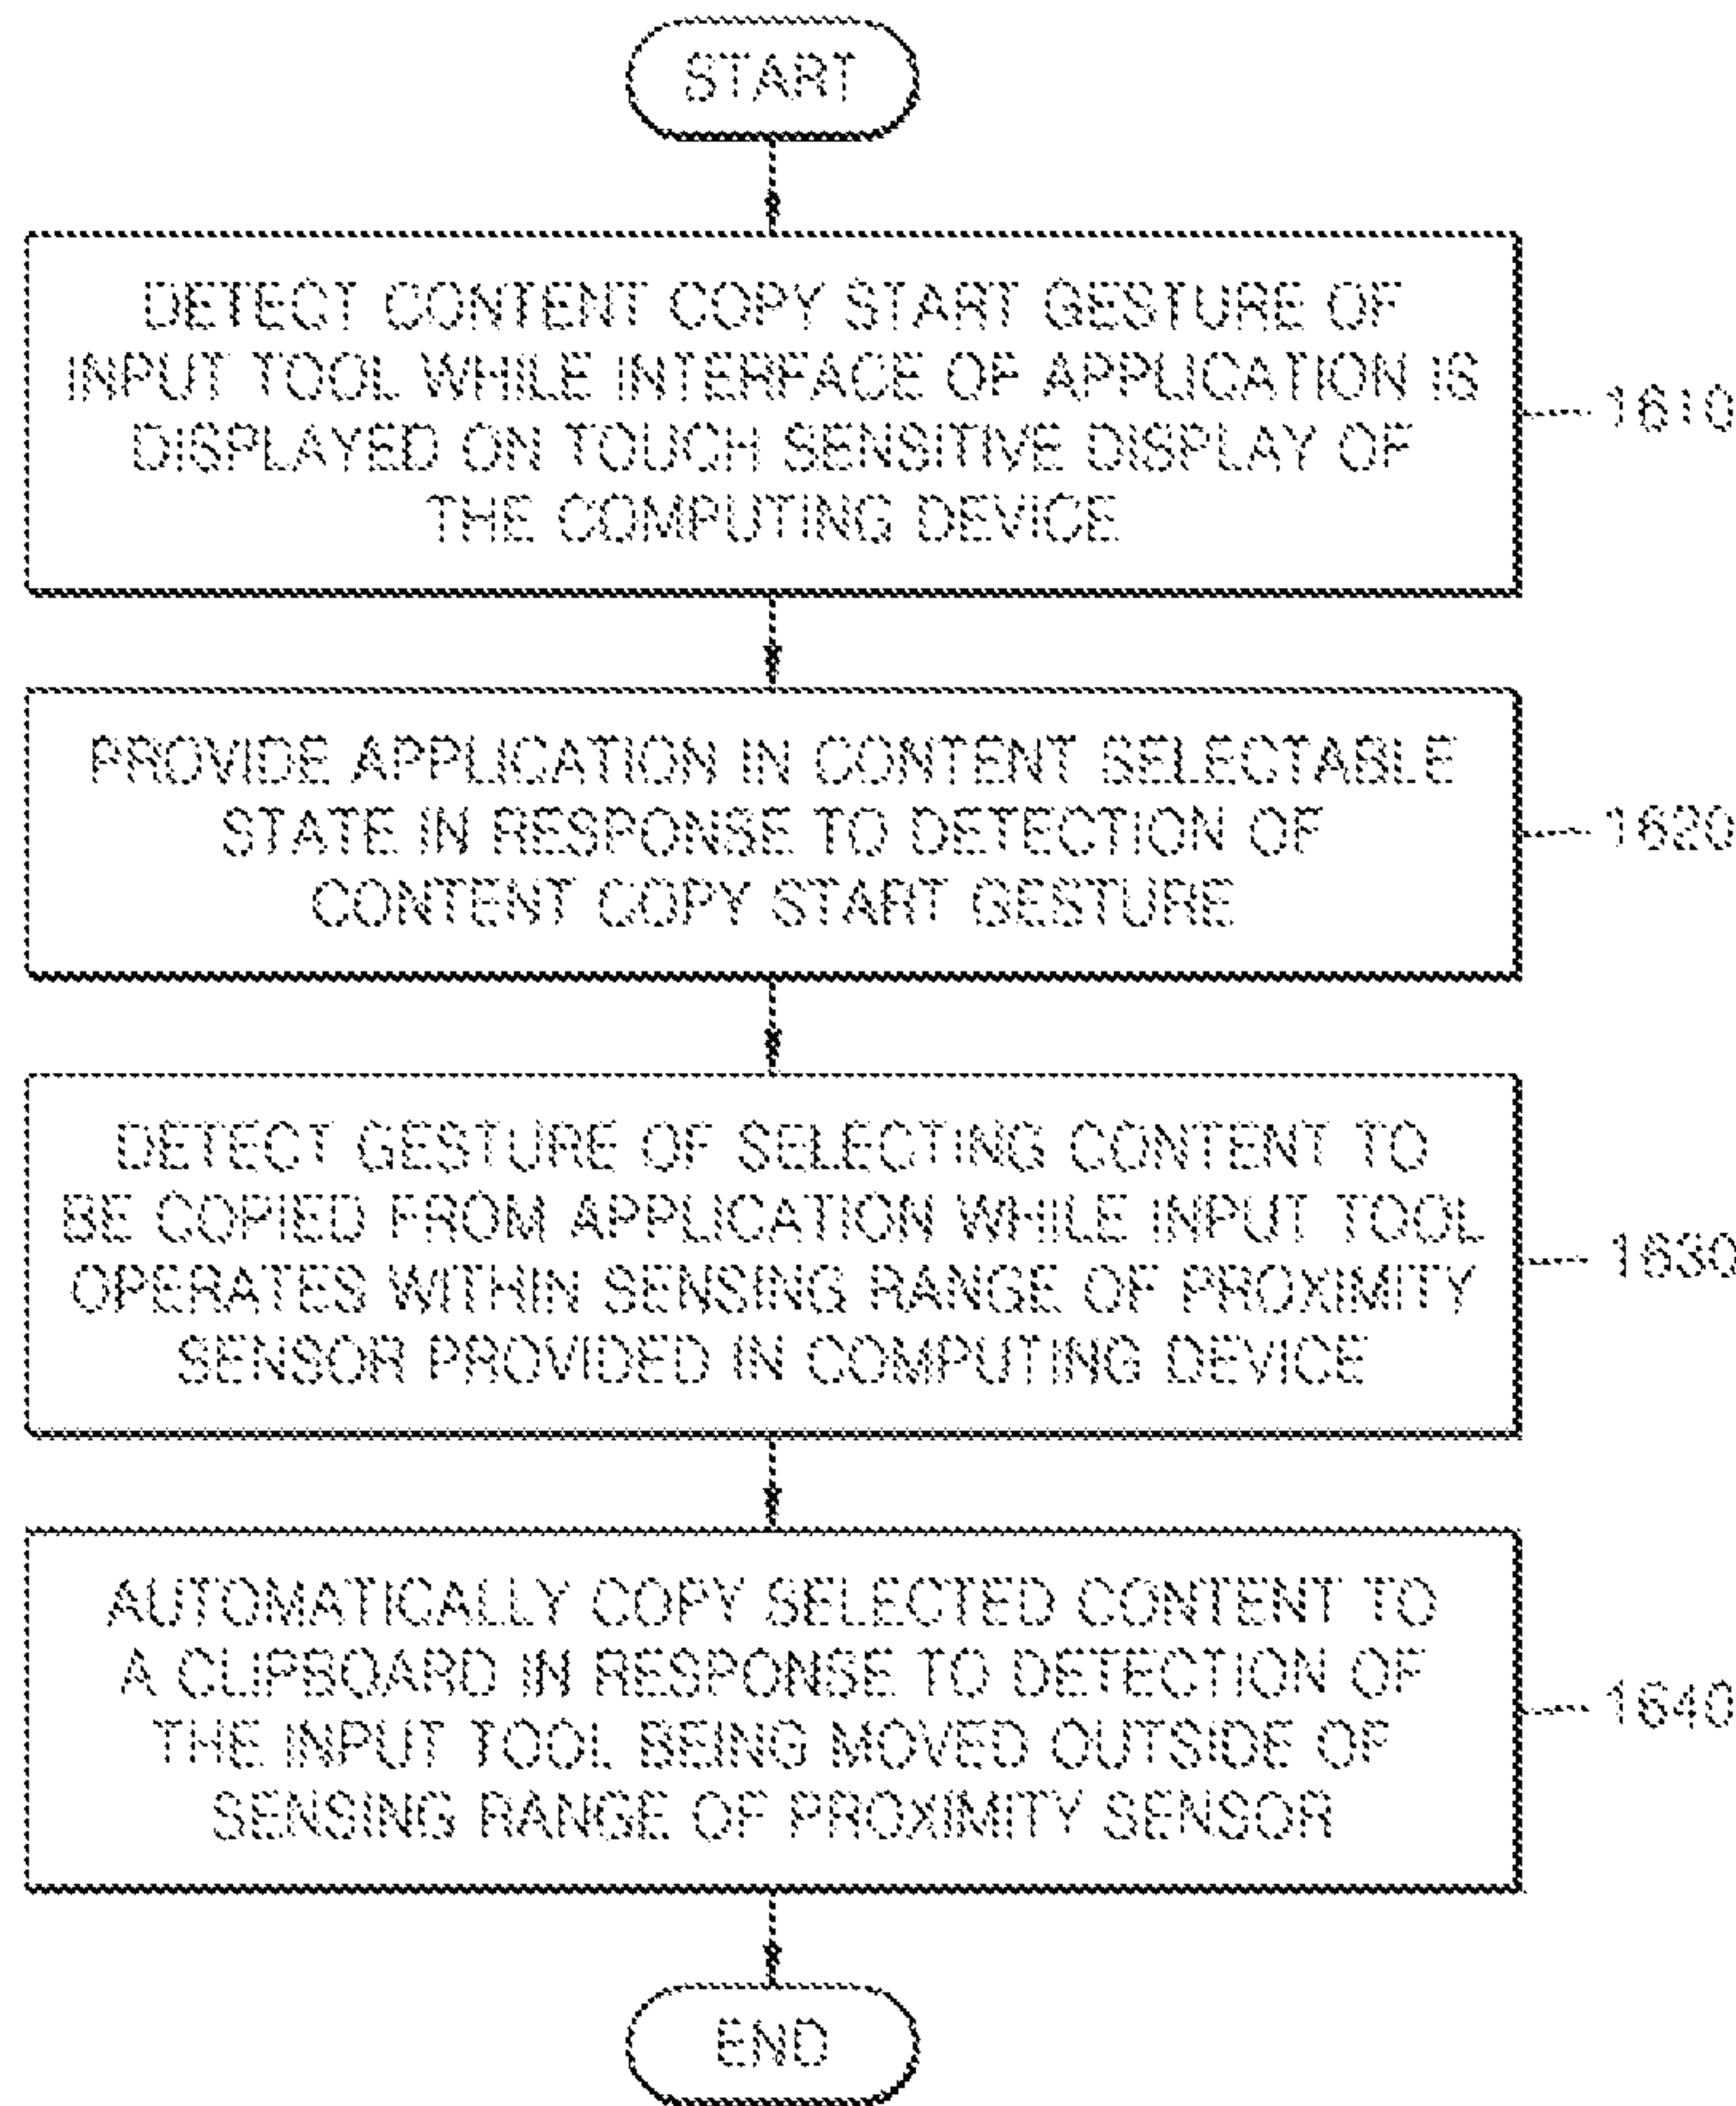 START
DETECT CONTENT COPY START GESTURE OF
INPUT TOOL WHILE INTERFACE OF APPLICATION IS
DISPLAYED ON TOUCH SENSITIVE DISPLAY OF
THE COMPUTING DEVICE
1610
PROVIDE APPLICATION IN CONTENT SELECTABLE
STATE IN RESPONSE TO DETECTION OF
CONTENT COPY START GESTURE
1620
DETECT GESTURE OF SELECTING CONTENT TO
BE COPIED FROM APPLICATION WHILE INPUT TOOL
OPERATES WITHIN SENSING RANGE OF PROXIMITY
SENSOR PROVIDED IN COMPUTING DEVICE
1630
AUTOMATICALLY COPY SELECTED CONTENT TO
A CLIPBOARD IN RESPONSE TO DETECTION OF
THE INPUT TOOL BEING MOVED OUTSIDE OF
SENSING RANGE OF PROXIMITY SENSOR
1640
END